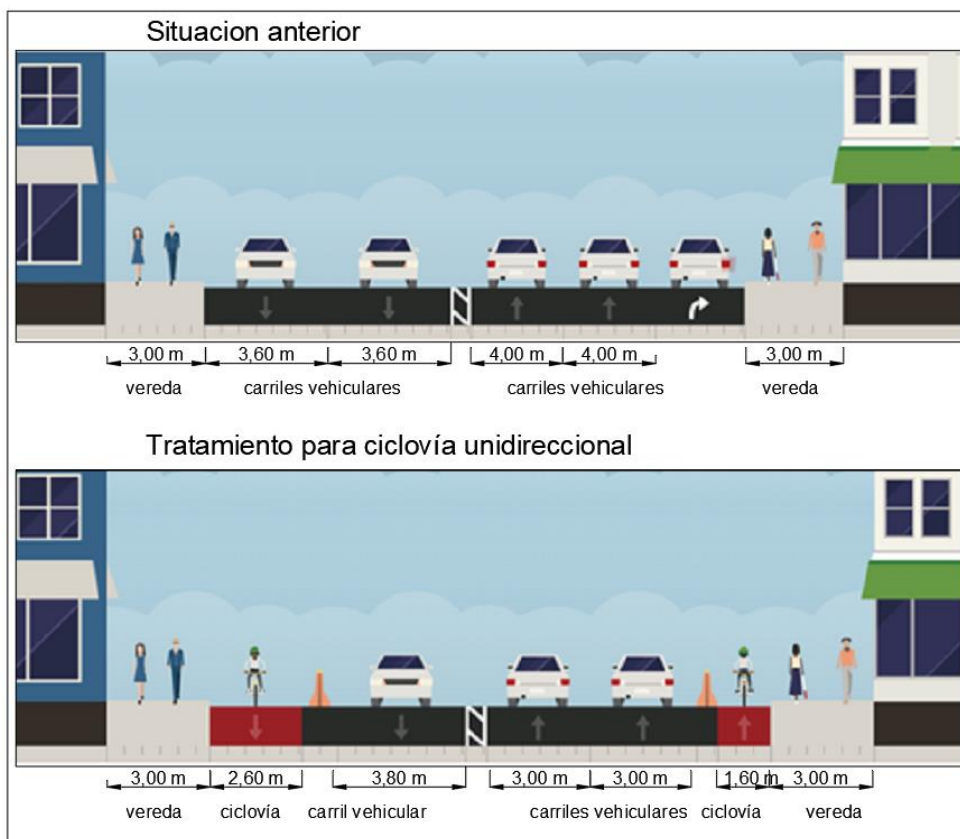 Situacion anterior
3,00 m 3,60 m 3,60 m 4,00 m 4,00 m 3,00 m
vereda carriles vehiculares carriles vehiculares vereda
Tratamiento para ciclovía unidireccional
3,00 m 2,60 m 3,80 m 3,00 m 3,00 m 1,60 m 3,00 m
vereda ciclovía carril vehicular carriles vehiculares ciclovía vereda